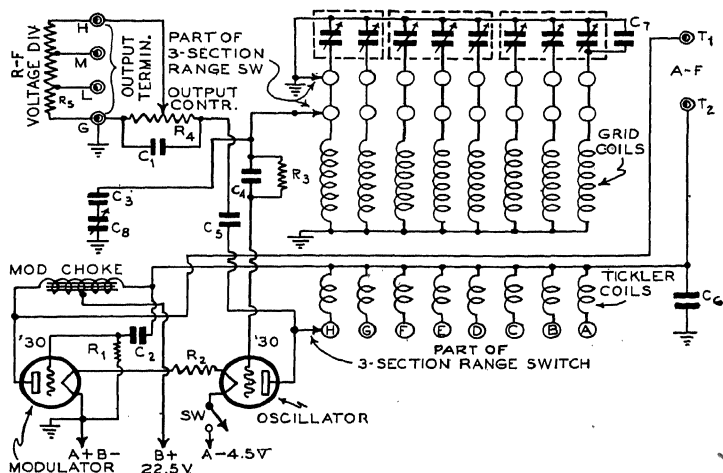 R-F
VOLTAGE DIV.
H
M
L
G
R5
OUTPUT
TERMIN.
PART OF
3-SECTION
RANGE SW
OUTPUT
CONTR.
R4
C1
C3
C8
C4
R3
C5
C7
T1
A-F
T2
GRID
COILS
MOD CHOKE
TICKLER
COILS
C6
H G F E D C B A
PART OF
3-SECTION RANGE SWITCH
'30
R1
C2
R2
'30
SW
OSCILLATOR
MODULATOR
A+B-
B+
22.5V
A-4.5V